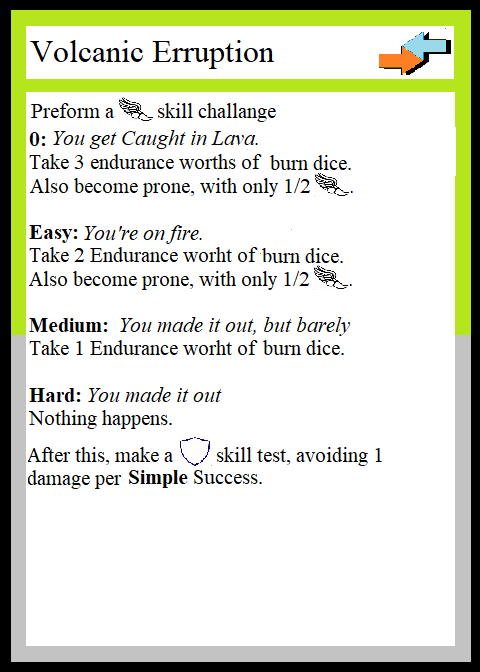 Volcanic Erruption
Preform a skill challange
0: You get Caught in Lava.
Take 3 endurance worths of burn dice.
Also become prone, with only 1/2 .
Easy: You're on fire.
Take 2 Endurance worht of burn dice.
Also become prone, with only 1/2 .
Medium: You made it out, but barely
Take 1 Endurance worht of burn dice.
Hard: You made it out
Nothing happens.
After this, make a skill test, avoiding 1
damage per Simple Success.